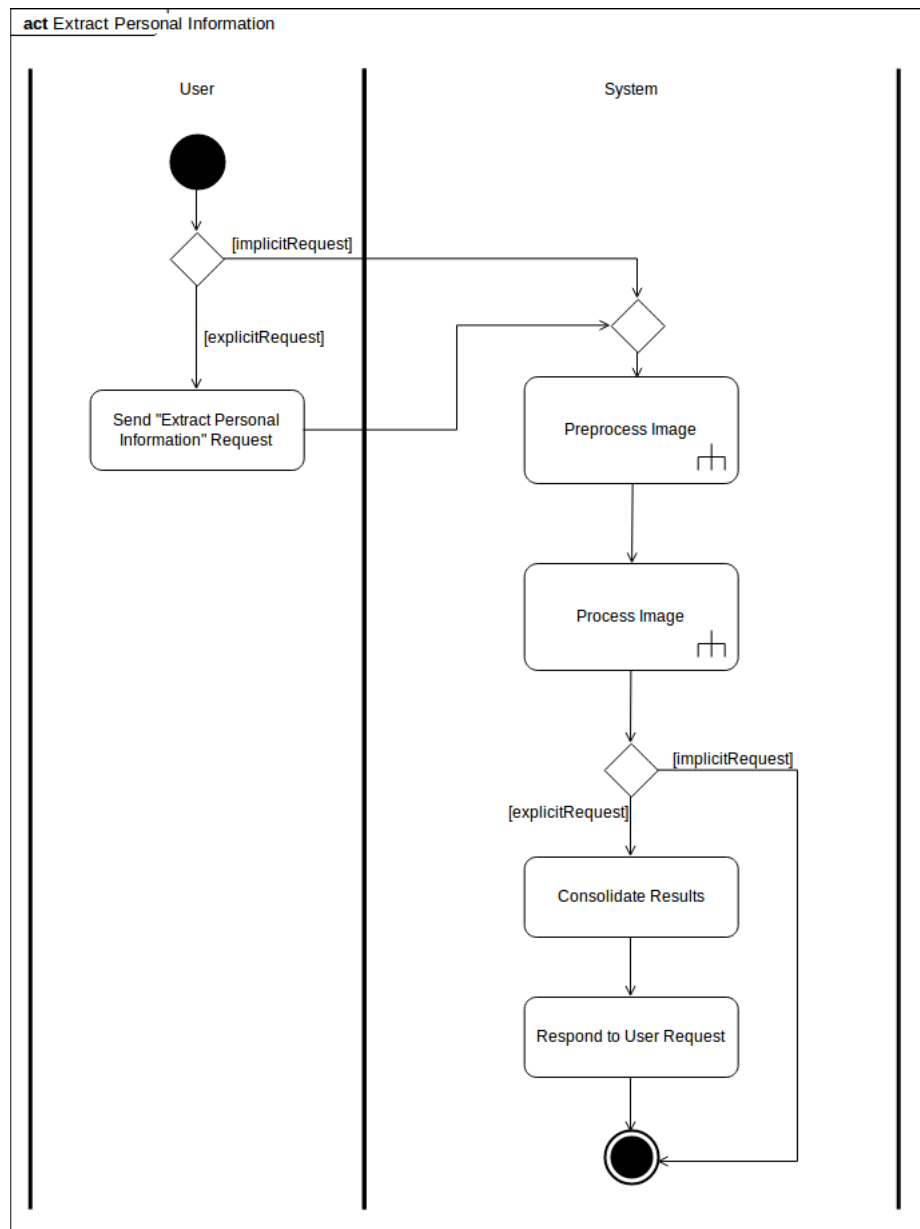 act Extract Personal Information
User
System
[implicitRequest]
[explicitRequest]
Send "Extract Personal
Information" Request
Preprocess Image
Process Image
[implicitRequest]
[explicitRequest]
Consolidate Results
Respond to User Request